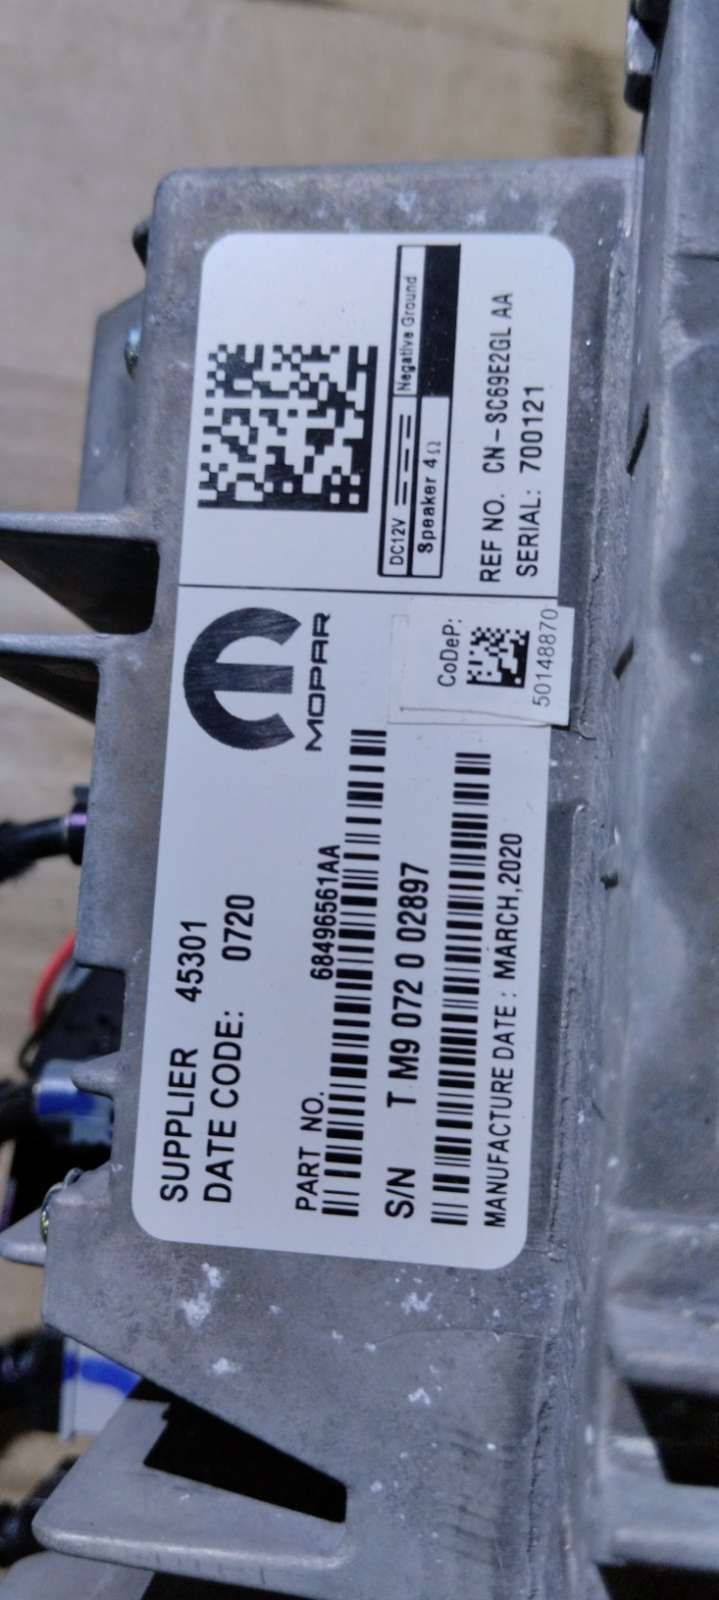 SUPPLIER 45301
DATE CODE: 0720
MOPAR
PART NO. 68496561AA
S/N T M9 072 0 02897
MANUFACTURE DATE: MARCH,2020
CoDeP:
50148870
DC12V
Negative Ground
Speaker 4Ω
REF NO. CN-SC69E2GL AA
SERIAL: 700121